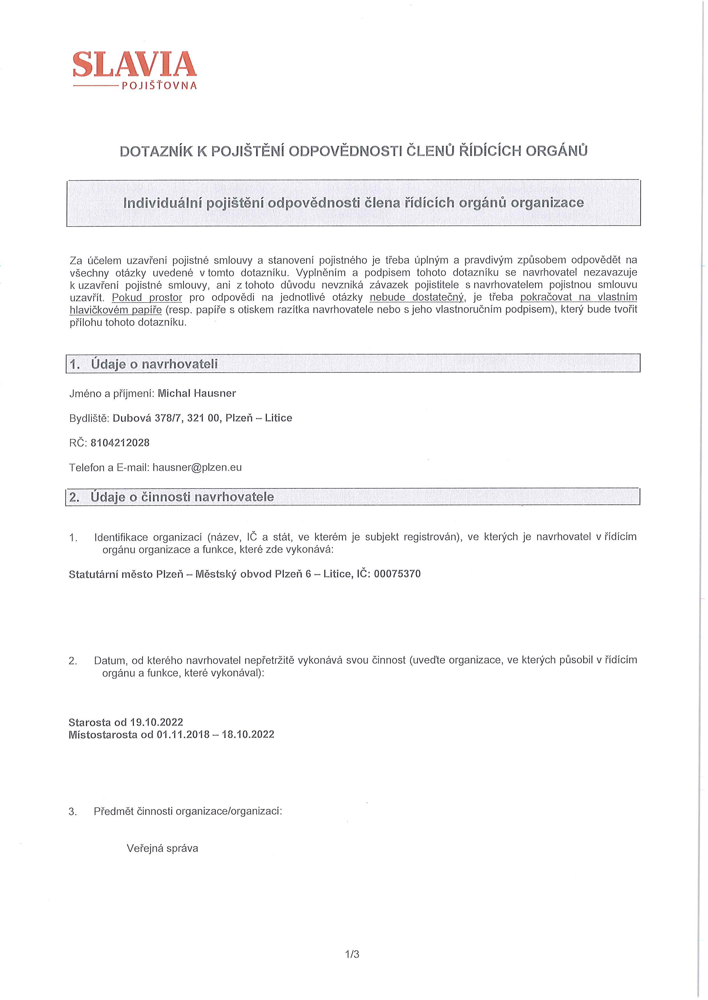 SLAVIA
POJIŠŤOVNA
DOTAZNÍK K POJIŠTĚNÍ ODPOVĚDNOSTI ČLENŮ ŘÍDÍCÍCH ORGÁNŮ
Individuální pojištění odpovědnosti člena řídících orgánů organizace
Za účelem uzavření pojistné smlouvy a stanovení pojistného je třeba úplným a pravdivým způsobem odpovědět na
všechny otázky uvedené v tomto dotazníku. Vyplněním a podpisem tohoto dotazníku se navrhovatel nezavazuje
k uzavření pojistné smlouvy, ani z tohoto důvodu nevzniká závazek pojistitele s navrhovatelem pojistnou smlouvu
uzavřít. Pokud prostor pro odpovědi na jednotlivé otázky nebude dostatečný, je třeba pokračovat na vlastním
hlavičkovém papíře (resp. papíře s otiskem razítka navrhovatele nebo s jeho vlastnoručním podpisem), který bude tvořit
přílohu tohoto dotazníku.
1. Údaje o navrhovateli
Jméno a příjmení: Michal Hausner
Bydliště: Dubová 378/7, 321 00, Plzeň – Litice
RČ: 8104212028
Telefon a E-mail: hausner@plzen.eu
2. Údaje o činnosti navrhovatele
1. Identifikace organizací (název, IČ a stát, ve kterém je subjekt registrován), ve kterých je navrhovatel v řídícím
orgánu organizace a funkce, které zde vykonává:
Statutární město Plzeň – Městský obvod Plzeň 6 – Litice, IČ: 00075370
2. Datum, od kterého navrhovatel nepřetržitě vykonává svou činnost (uveďte organizace, ve kterých působil v řídícím
orgánu a funkce, které vykonával):
Starosta od 19.10.2022
Místostarosta od 01.11.2018 – 18.10.2022
3. Předmět činnosti organizace/organizací:
Veřejná správa
1/3